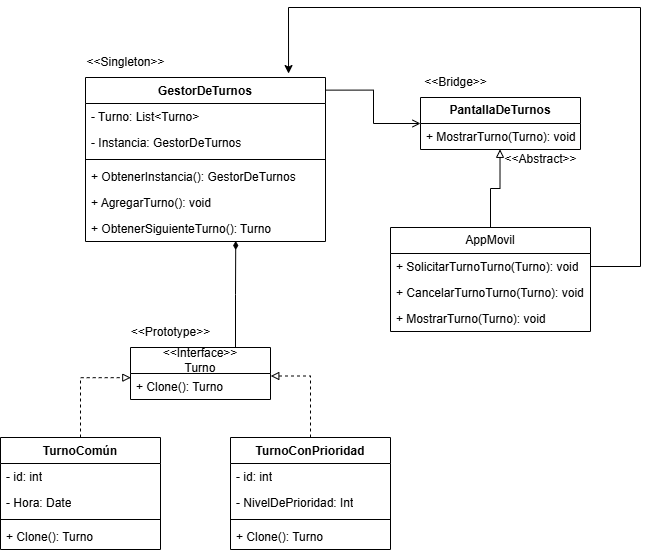 <<Singleton>>
GestorDeTurnos
- Turno: List<Turno>
- Instancia: GestorDeTurnos
+ ObtenerInstancia(): GestorDeTurnos
+ AgregarTurno(): void
+ ObtenerSiguienteTurno(): Turno
<<Bridge>>
PantallaDeTurnos
+ MostrarTurno(Turno): void
<<Abstract>>
AppMovil
+ SolicitarTurnoTurno(Turno): void
+ CancelarTurnoTurno(Turno): void
+ MostrarTurno(Turno): void
<<Prototype>>
<<Interface>>
Turno
+ Clone(): Turno
TurnoComún
- id: int
- Hora: Date
+ Clone(): Turno
TurnoConPrioridad
- id: int
- NivelDePrioridad: Int
+ Clone(): Turno